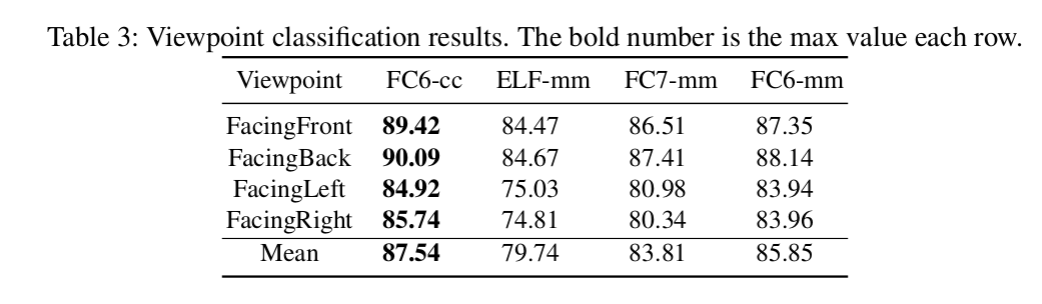 Table 3: Viewpoint classification results. The bold number is the max value each row.
Viewpoint FC6-cc ELF-mm FC7-mm FC6-mm
FacingFront 89.42 84.47 86.51 87.35
FacingBack 90.09 84.67 87.41 88.14
FacingLeft 84.92 75.03 80.98 83.94
FacingRight 85.74 74.81 80.34 83.96
Mean 87.54 79.74 83.81 85.85